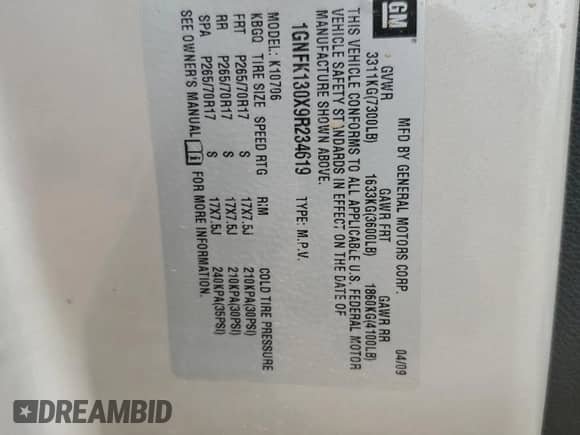 GM
MFD BY GENERAL MOTORS CORP. 04/09
GVWR GAWR FRT GAWR RR
3311KG(7300LB) 1633KG(3600LB) 1860KG(4100LB)
THIS VEHICLE CONFORMS TO ALL APPLICABLE U.S. FEDERAL MOTOR
VEHICLE SAFETY STANDARDS IN EFFECT ON THE DATE OF
MANUFACTURE SHOWN ABOVE.
1GNFK130X9R234619 TYPE: M.P.V.
MODEL: K10706
KBGQ TIRE SIZE SPEED RTG RIM COLD TIRE PRESSURE
FRT P265/70R17 S 17X7.5J 210KPA(30PSI)
RR P265/70R17 S 17X7.5J 210KPA(30PSI)
SPA P265/70R17 S 17X7.5J 240KPA(35PSI)
SEE OWNER'S MANUAL FOR MORE INFORMATION.
DREAMBID